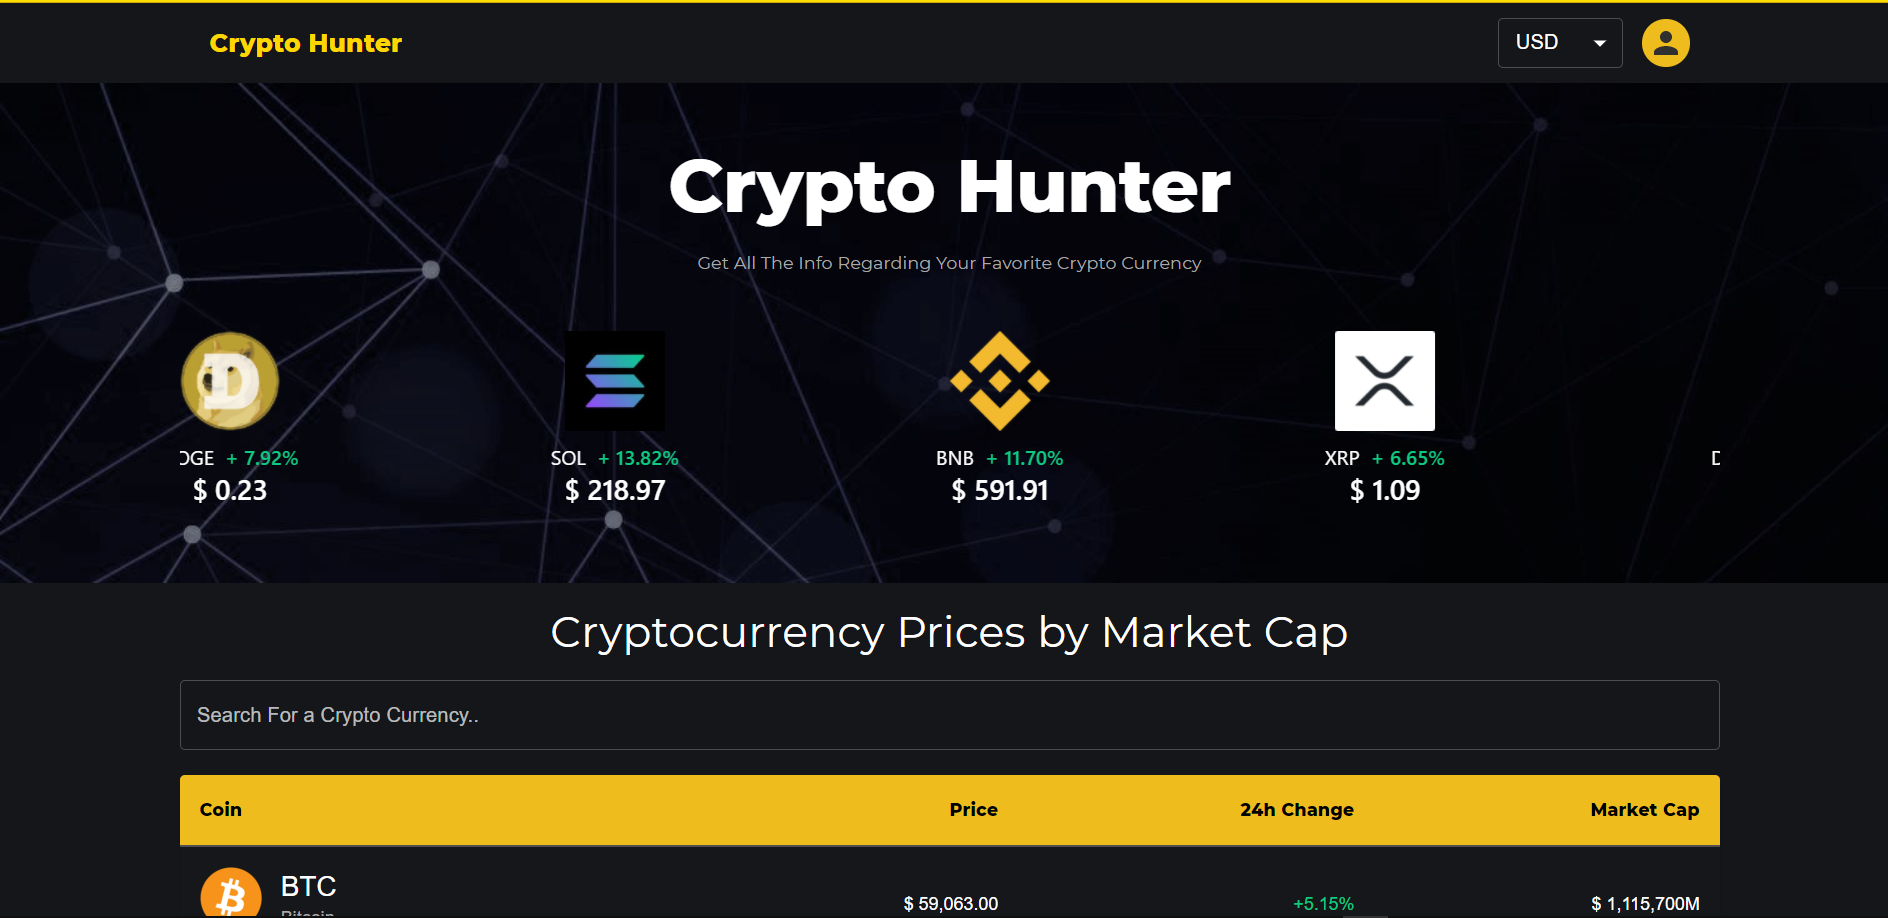 Crypto Hunter
USD
Crypto Hunter
Get All The Info Regarding Your Favorite Crypto Currency
OGE + 7.92%
$ 0.23
SOL + 13.82%
$ 218.97
BNB + 11.70%
$ 591.91
XRP + 6.65%
$ 1.09
D
Cryptocurrency Prices by Market Cap
Search For a Crypto Currency..
Coin Price 24h Change Market Cap
BTC
Bitcoin
$ 59,063.00 +5.15% $ 1,115,700M